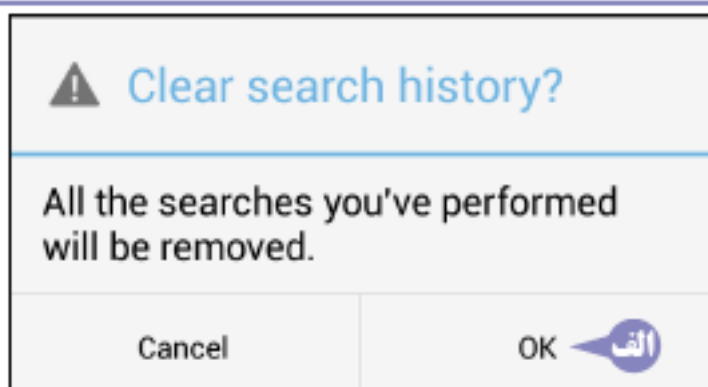 Clear search history?
All the searches you've performed
will be removed.
Cancel
OK الف